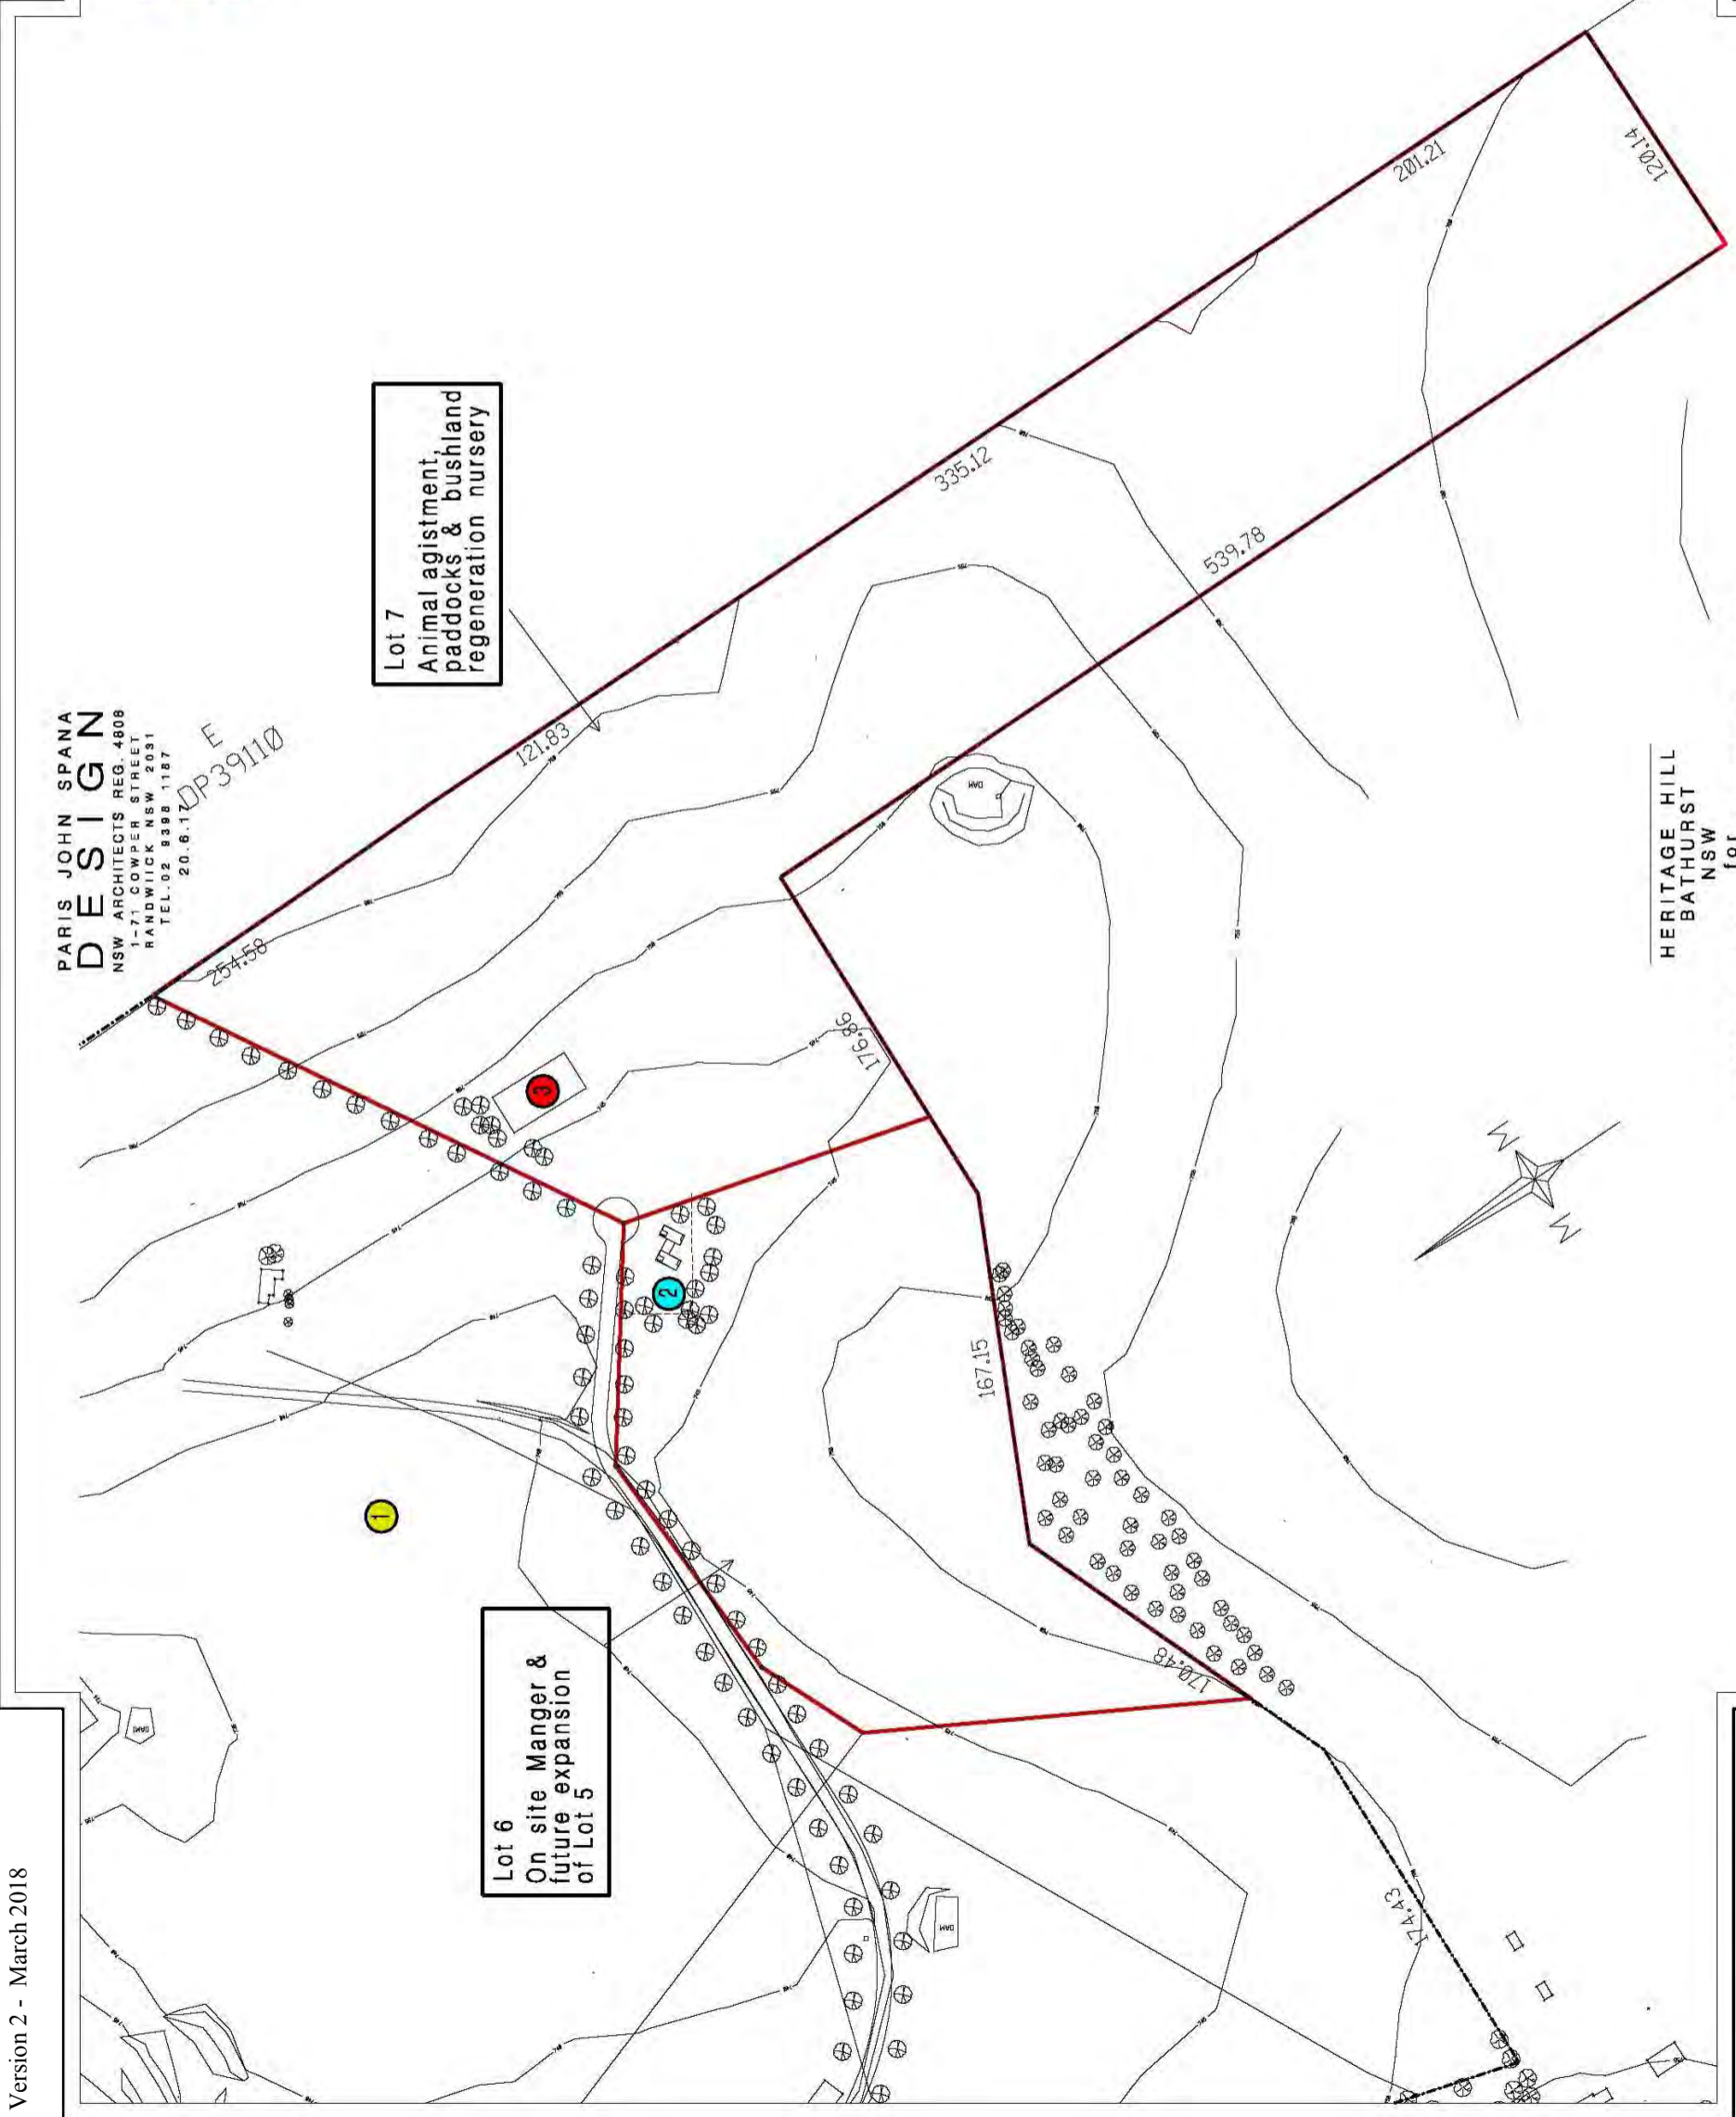 Version 2 - March 2018
PARIS JOHN SPANA
DESIGN
NSW ARCHITECTS REG. 4808
1-71 COWPER STREET
RANDWIICK NSW 2031
TEL.02 9398 1187
20.6.17
E
DP39110
Lot 7
Animal agistment,
paddocks & bushland
regeneration nursery
Lot 6
On site Manger &
future expansion
of Lot 5
1
2
3
254.58
121.83
335.12
201.21
120.14
539.78
176.86
167.15
170.48
174.43
DAM
DAM
DAM
HERITAGE HILL
BATHURST
NSW
for